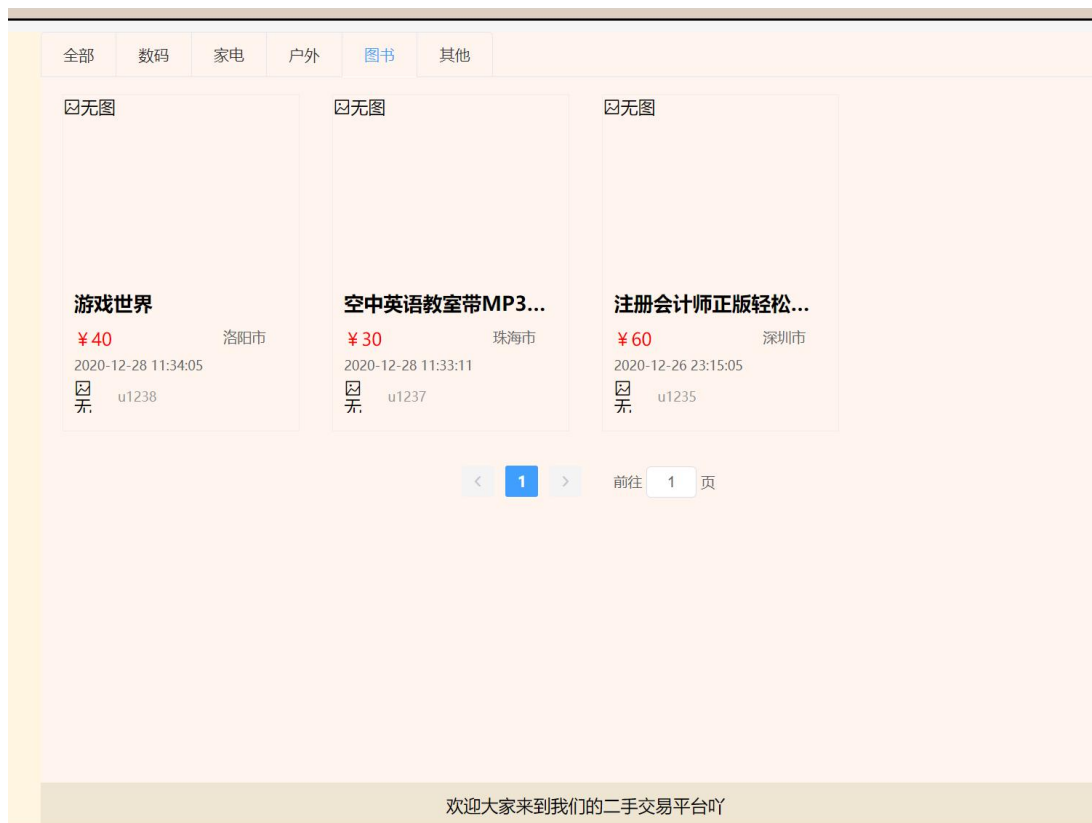 全部 数码 家电 户外 图书 其他
无图 无图 无图
游戏世界 空中英语教室带MP3... 注册会计师正版轻松...
￥40 洛阳市 ￥30 珠海市 ￥60 深圳市
2020-12-28 11:34:05 2020-12-28 11:33:11 2020-12-26 23:15:05
无 u1238 无 u1237 无 u1235
1 前往 1 页
欢迎大家来到我们的二手交易平台吖